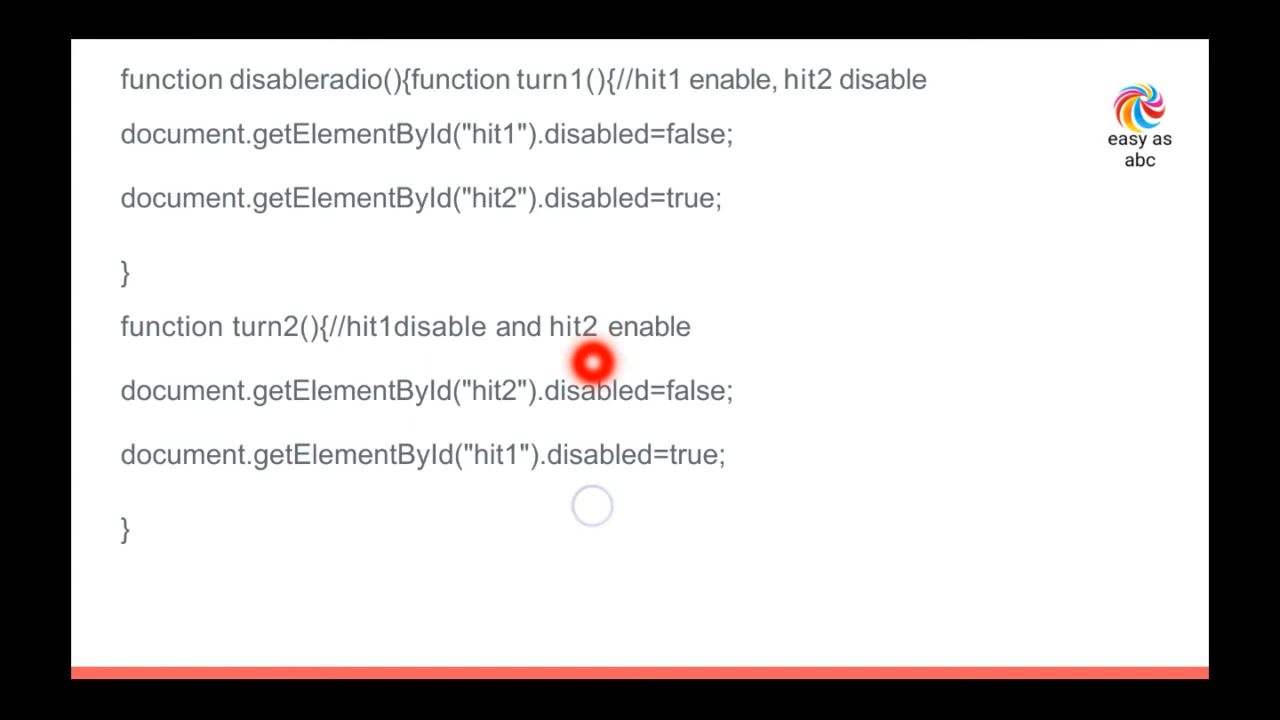 function disableradio(){function turn1(){//hit1 enable, hit2 disable
document.getElementById("hit1").disabled=false;
document.getElementById("hit2").disabled=true;
}
function turn2(){//hit1disable and hit2 enable
document.getElementById("hit2").disabled=false;
document.getElementById("hit1").disabled=true;
}
easy as
abc